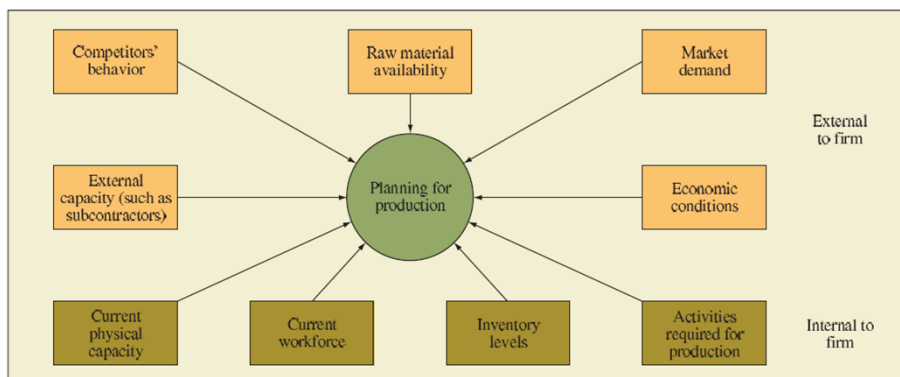 Competitors'
behavior
Raw material
availability
Market
demand
External
to firm
External
capacity (such as
subcontractors)
Planning for
production
Economic
conditions
Current
physical
capacity
Current
workforce
Inventory
levels
Activities
required for
production
Internal to
firm